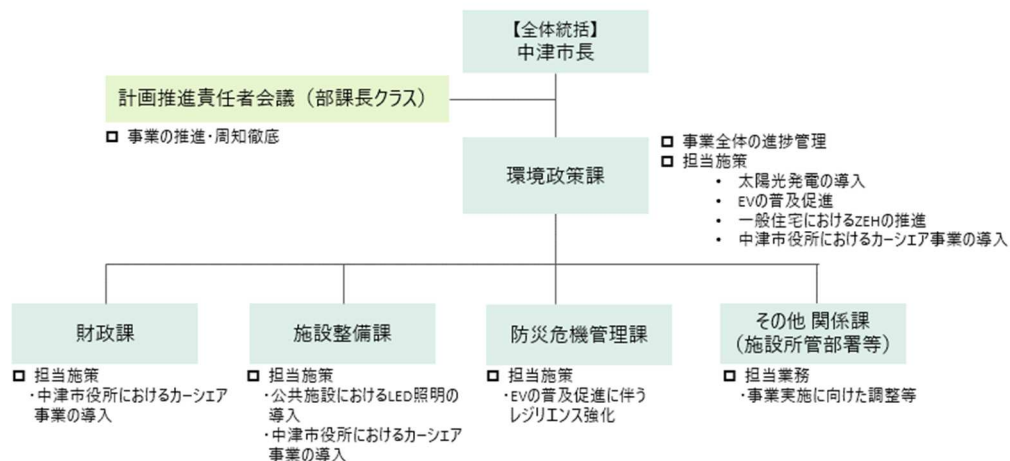 【全体統括】
中津市長
計画推進責任者会議（部課長クラス）
事業の推進・周知徹底
環境政策課
事業全体の進捗管理
担当施策
• 太陽光発電の導入
• EVの普及促進
• 一般住宅におけるZEHの推進
• 中津市役所におけるカーシェア事業の導入
財政課
担当施策
・中津市役所におけるカーシェア
事業の導入
施設整備課
担当施策
・公共施設におけるLED照明の
導入
・中津市役所におけるカーシェア
事業の導入
防災危機管理課
担当施策
・EVの普及促進に伴う
レジリエンス強化
その他 関係課
（施設所管部署等）
担当業務
・事業実施に向けた調整等